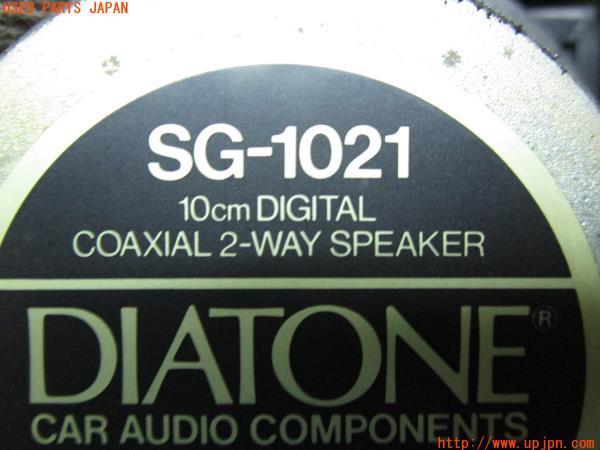 USED PARTS JAPAN
SG-1021
10cm DIGITAL
COAXIAL 2-WAY SPEAKER
DIATONE®
CAR AUDIO COMPONENTS
http://www.upjpn.com